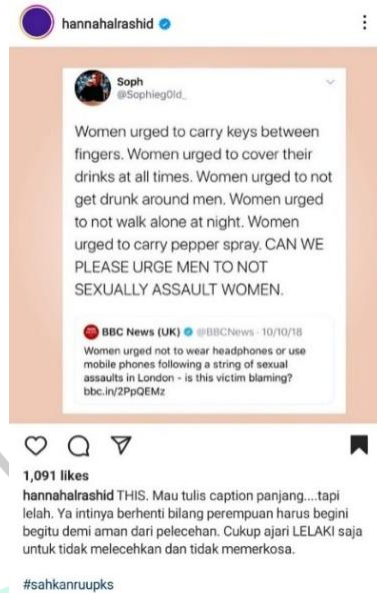 hannahalrashid
Soph
@Sophieg0ld_
Women urged to carry keys between
fingers. Women urged to cover their
drinks at all times. Women urged to not
get drunk around men. Women urged
to not walk alone at night. Women
urged to carry pepper spray. CAN WE
PLEASE URGE MEN TO NOT
SEXUALLY ASSAULT WOMEN.
BBC News (UK) @BBCNews · 10/10/18
Women urged not to wear headphones or use
mobile phones following a string of sexual
assaults in London - is this victim blaming?
bbc.in/2PpQEMz
1,091 likes
hannahalrashid THIS. Mau tulis caption panjang....tapi
lelah. Ya intinya berhenti bilang perempuan harus begini
begitu demi aman dari pelecehan. Cukup ajari LELAKI saja
untuk tidak melecehkan dan tidak memerkosa.
#sahkanruupks